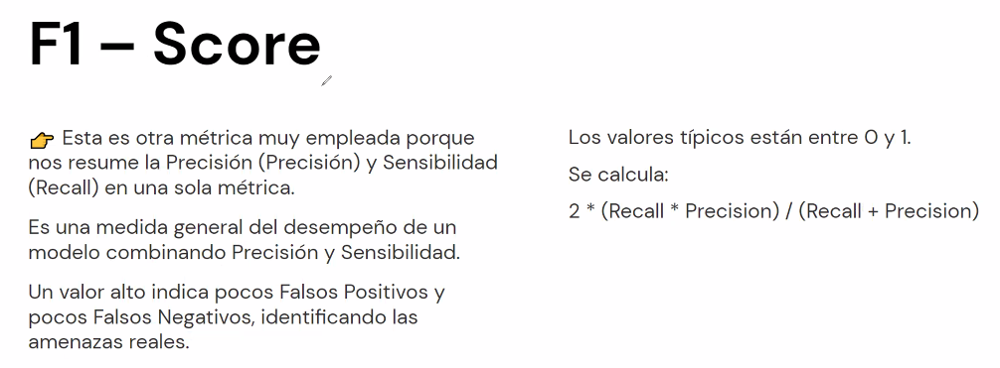 F1 – Score
👉 Esta es otra métrica muy empleada porque
nos resume la Precisión (Precisión) y Sensibilidad
(Recall) en una sola métrica.
Es una medida general del desempeño de un
modelo combinando Precisión y Sensibilidad.
Un valor alto indica pocos Falsos Positivos y
pocos Falsos Negativos, identificando las
amenazas reales.
Los valores típicos están entre 0 y 1.
Se calcula:
2 * (Recall * Precision) / (Recall + Precision)